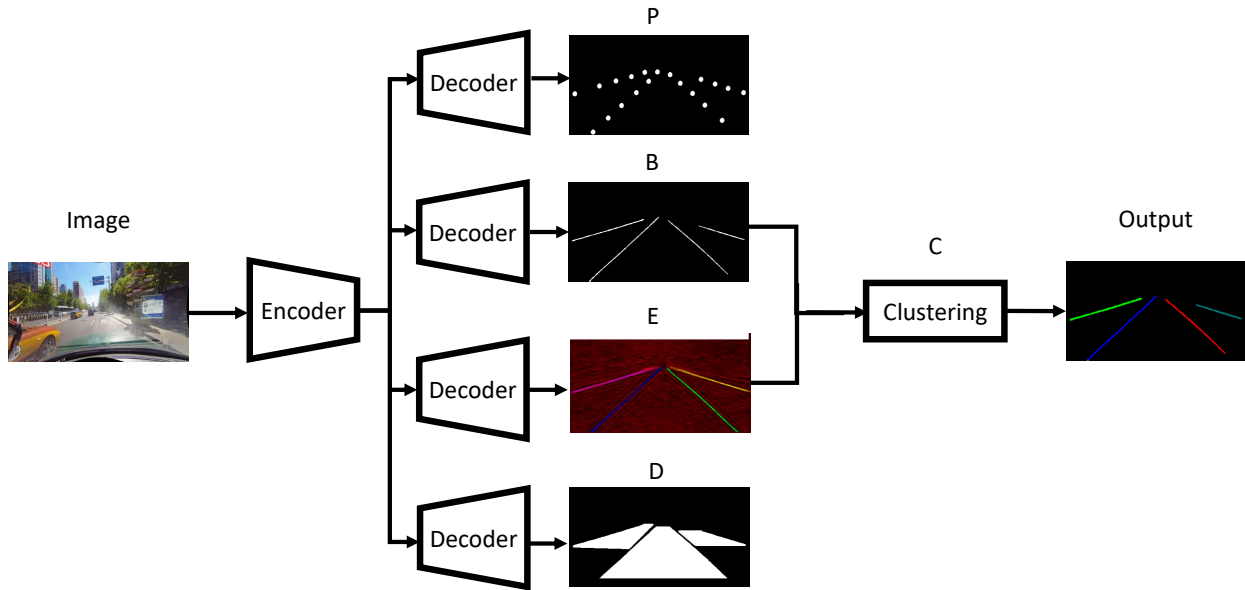 P
Decoder
B
Decoder
Image
Output
C
Encoder
Clustering
E
Decoder
D
Decoder